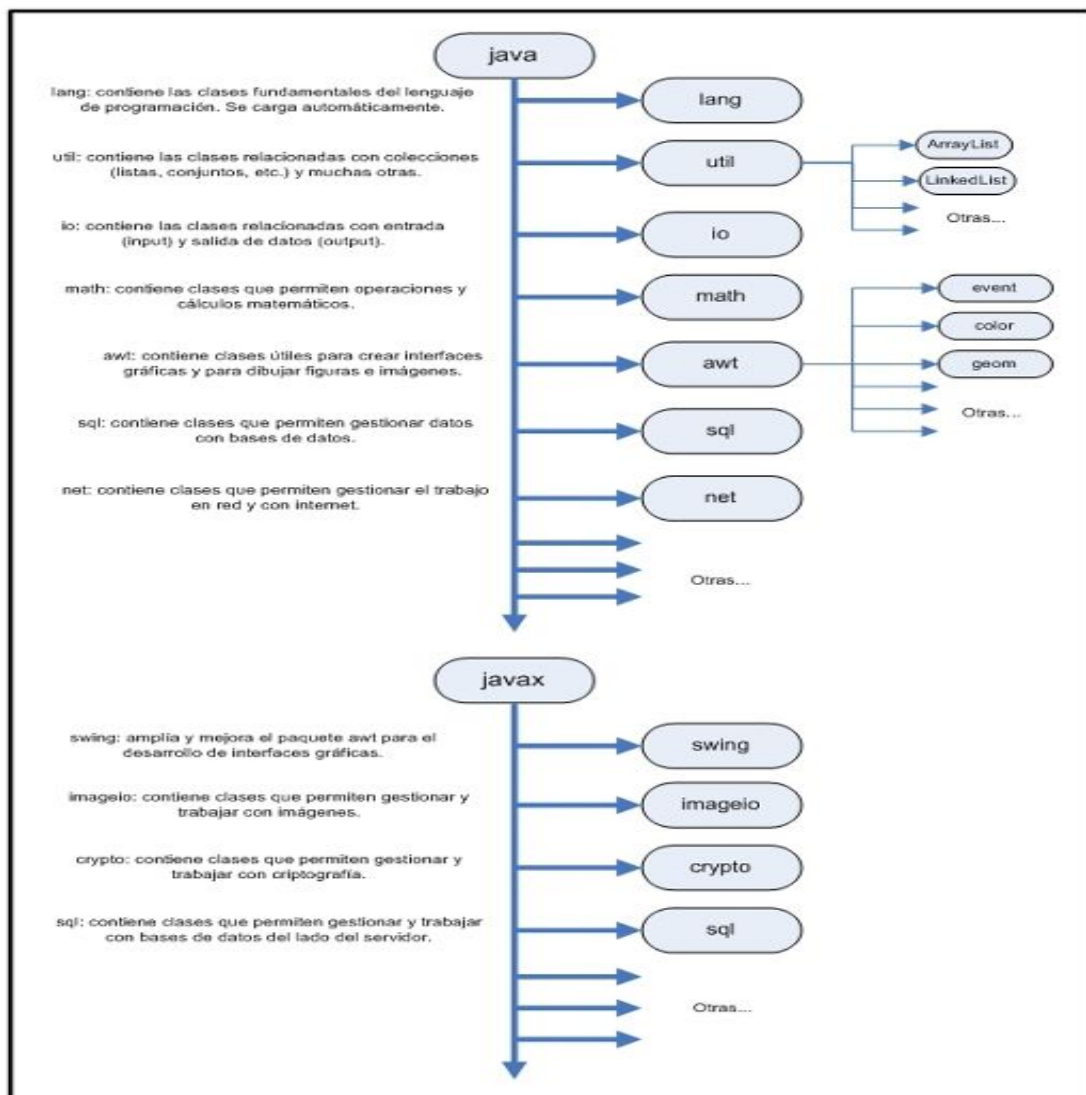 java
lang: contiene las clases fundamentales del lenguaje
de programación. Se carga automáticamente.
lang
util: contiene las clases relacionadas con colecciones
(listas, conjuntos, etc.) y muchas otras.
util
ArrayList
LinkedList
Otras...
io: contiene las clases relacionadas con entrada
(input) y salida de datos (output).
io
math: contiene clases que permiten operaciones y
cálculos matemáticos.
math
awt: contiene clases útiles para crear interfaces
gráficas y para dibujar figuras e imágenes.
awt
event
color
geom
Otras...
sql: contiene clases que permiten gestionar datos
con bases de datos.
sql
net: contiene clases que permiten gestionar el trabajo
en red y con internet.
net
Otras...
javax
swing: amplía y mejora el paquete awt para el
desarrollo de interfaces gráficas.
swing
imageio: contiene clases que permiten gestionar y
trabajar con imágenes.
imageio
crypto: contiene clases que permiten gestionar y
trabajar con criptografía.
crypto
sql: contiene clases que permiten gestionar y trabajar
con bases de datos del lado del servidor.
sql
Otras...